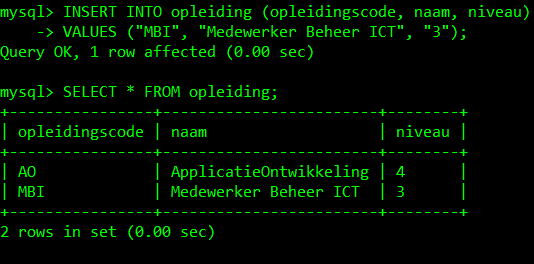 mysql> INSERT INTO opleiding (opleidingscode, naam, niveau)
    -> VALUES ("MBI", "Medewerker Beheer ICT", "3");
Query OK, 1 row affected (0.00 sec)

mysql> SELECT * FROM opleiding;
+----------------+----------------------+--------+
| opleidingscode | naam                 | niveau |
+----------------+----------------------+--------+
| AO             | ApplicatieOntwikkeling | 4      |
| MBI            | Medewerker Beheer ICT  | 3      |
+----------------+----------------------+--------+
2 rows in set (0.00 sec)